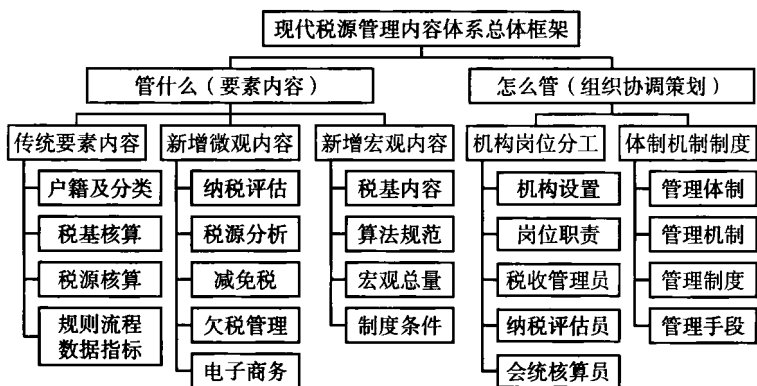 现代税源管理内容体系总体框架
管什么（要素内容）
怎么管（组织协调策划）
传统要素内容
新增微观内容
新增宏观内容
机构岗位分工
体制机制制度
户籍及分类
税基核算
税源核算
规则流程
数据指标
纳税评估
税源分析
减免税
欠税管理
电子商务
税基内容
算法规范
宏观总量
制度条件
机构设置
岗位职责
税收管理员
纳税评估员
会统核算员
管理体制
管理机制
管理制度
管理手段